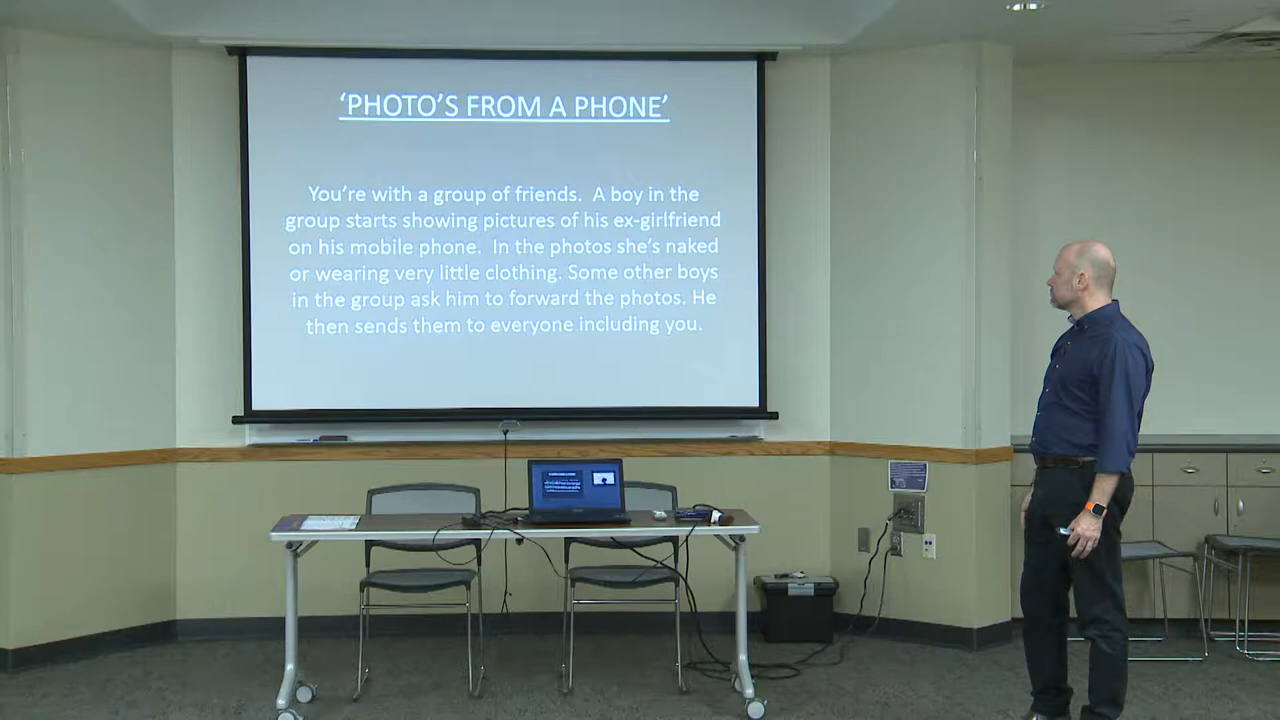 ‘PHOTO’S FROM A PHONE’
You’re with a group of friends.  A boy in the
group starts showing pictures of his ex-girlfriend
on his mobile phone.  In the photos she’s naked
or wearing very little clothing. Some other boys
in the group ask him to forward the photos. He
then sends them to everyone including you.